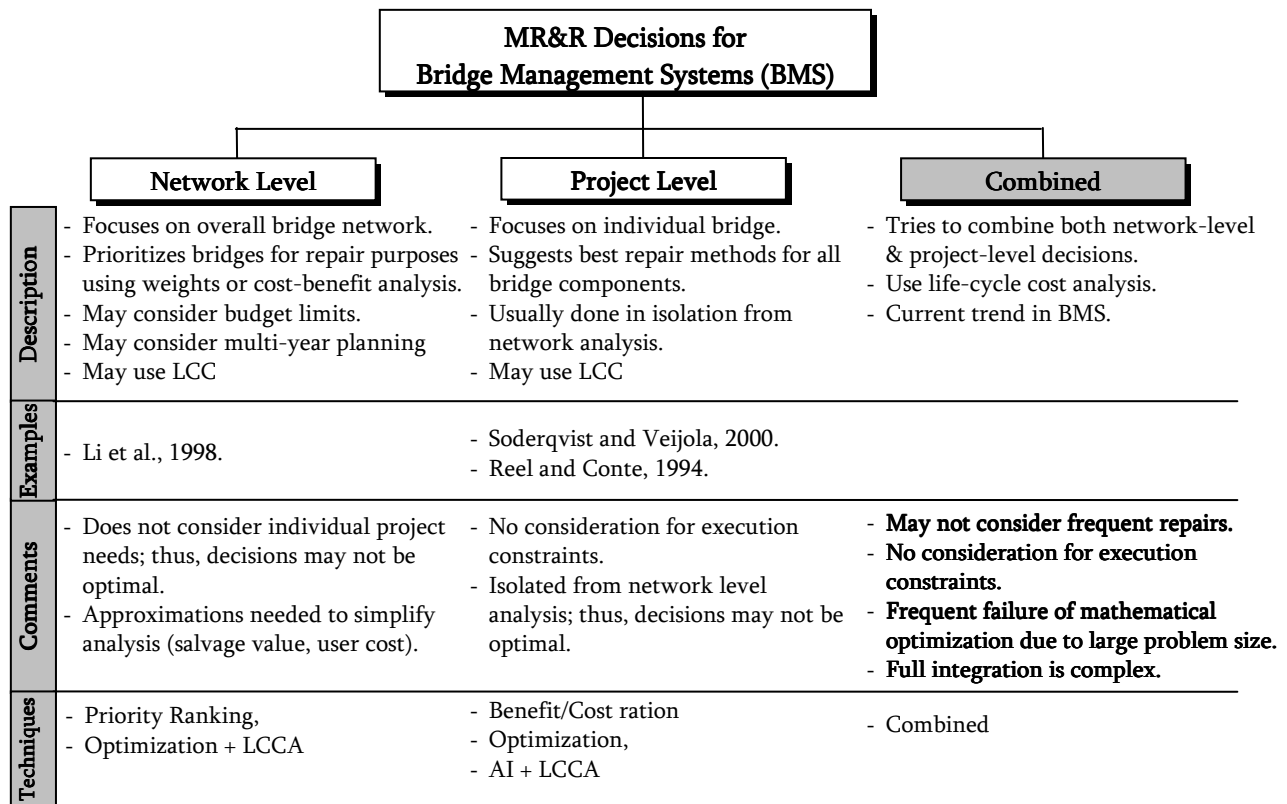 MR&R Decisions for
Bridge Management Systems (BMS)
Network Level
Project Level
Combined
Description
- Focuses on overall bridge network.
- Prioritizes bridges for repair purposes
using weights or cost-benefit analysis.
- May consider budget limits.
- May consider multi-year planning
- May use LCC
- Focuses on individual bridge.
- Suggests best repair methods for all
bridge components.
- Usually done in isolation from
network analysis.
- May use LCC
- Tries to combine both network-level
& project-level decisions.
- Use life-cycle cost analysis.
- Current trend in BMS.
Examples
- Li et al., 1998.
- Soderqvist and Veijola, 2000.
- Reel and Conte, 1994.
Comments
- Does not consider individual project
needs; thus, decisions may not be
optimal.
- Approximations needed to simplify
analysis (salvage value, user cost).
- No consideration for execution
constraints.
- Isolated from network level
analysis; thus, decisions may not be
optimal.
- May not consider frequent repairs.
- No consideration for execution
constraints.
- Frequent failure of mathematical
optimization due to large problem size.
- Full integration is complex.
Techniques
- Priority Ranking,
- Optimization + LCCA
- Benefit/Cost ration
- Optimization,
- AI + LCCA
- Combined